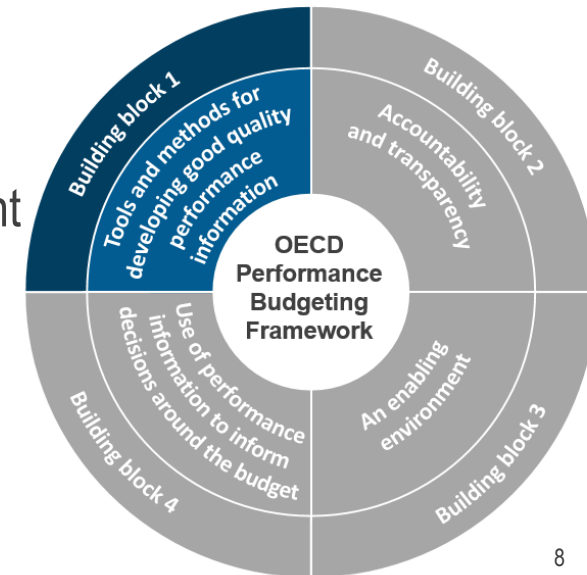 Building block 1
Tools and methods for
developing good quality
performance
information
Building block 2
Accountability
and transparency
OECD
Performance
Budgeting
Framework
Use of performance
information to inform
decisions around the budget
Building block 4
An enabling
environment
Building block 3
8